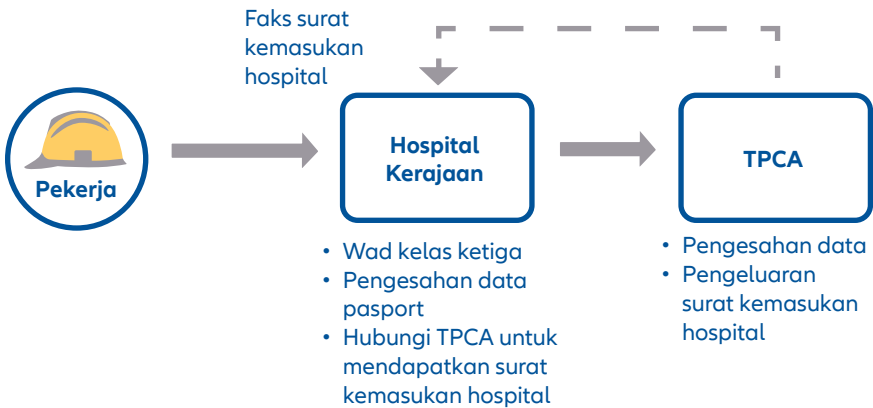 Faks surat
kemasukan
hospital
Pekerja
Hospital
Kerajaan
TPCA
• Wad kelas ketiga
• Pengesahan data
pasport
• Hubungi TPCA untuk
mendapatkan surat
kemasukan hospital
• Pengesahan data
• Pengeluaran
surat kemasukan
hospital